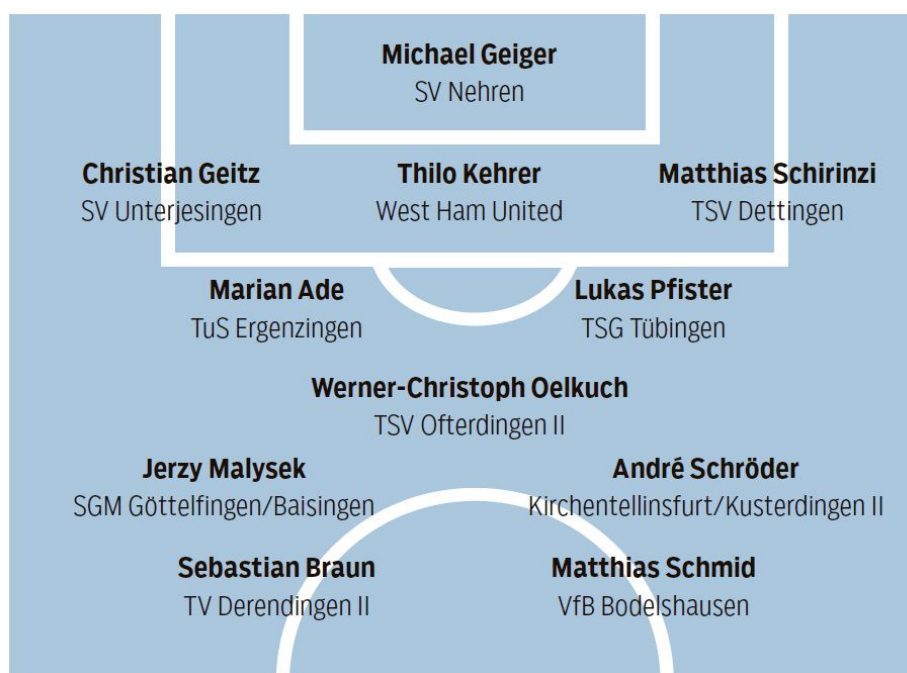 Michael Geiger
SV Nehren
Christian Geitz
SV Unterjesingen
Thilo Kehrer
West Ham United
Matthias Schirinzi
TSV Dettingen
Marian Ade
TuS Ergenzingen
Lukas Pfister
TSG Tübingen
Werner-Christoph Oelkuch
TSV Ofterdingen II
Jerzy Malysek
SGM Göttelfingen/Baisingen
André Schröder
Kirchentellinsfurt/Kusterdingen II
Sebastian Braun
TV Derendingen II
Matthias Schmid
VfB Bodelshausen